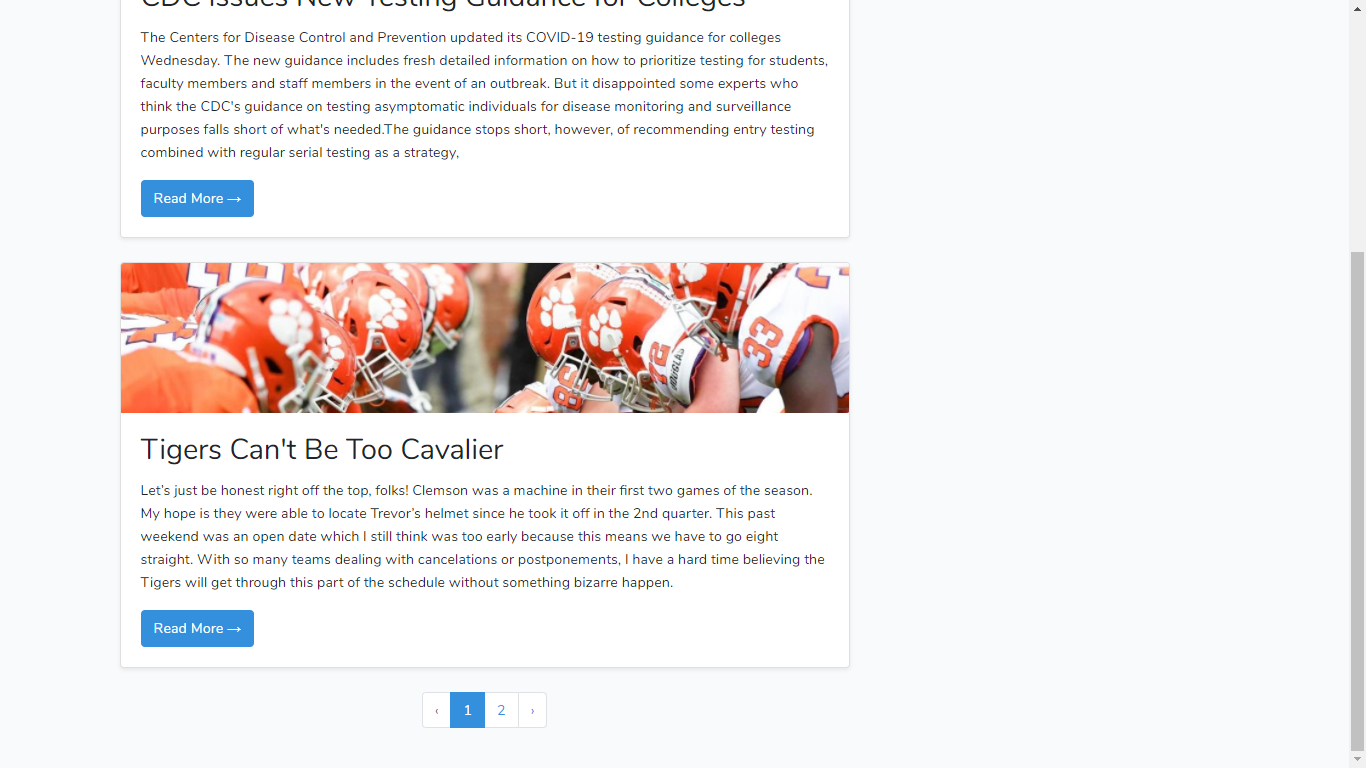 CDC Issues New Testing Guidance for Colleges
The Centers for Disease Control and Prevention updated its COVID-19 testing guidance for colleges
Wednesday. The new guidance includes fresh detailed information on how to prioritize testing for students,
faculty members and staff members in the event of an outbreak. But it disappointed some experts who
think the CDC's guidance on testing asymptomatic individuals for disease monitoring and surveillance
purposes falls short of what's needed.The guidance stops short, however, of recommending entry testing
combined with regular serial testing as a strategy,
Read More →
72
33
Tigers Can't Be Too Cavalier
Let’s just be honest right off the top, folks! Clemson was a machine in their first two games of the season.
My hope is they were able to locate Trevor’s helmet since he took it off in the 2nd quarter. This past
weekend was an open date which I still think was too early because this means we have to go eight
straight. With so many teams dealing with cancelations or postponements, I have a hard time believing the
Tigers will get through this part of the schedule without something bizarre happen.
Read More →
‹ 1 2 ›